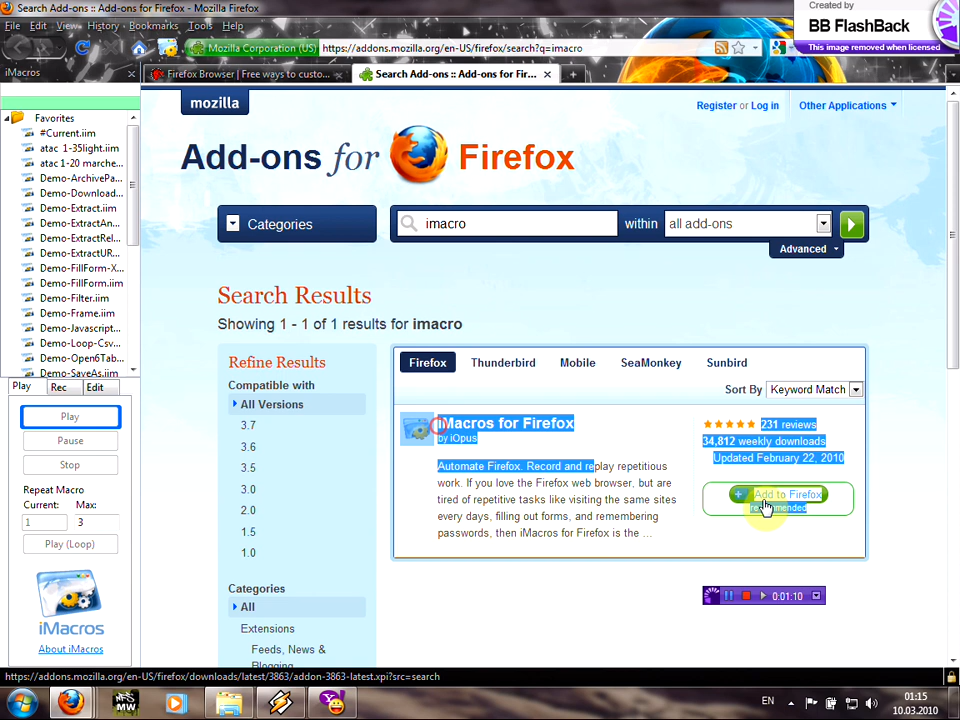 Search Add-ons :: Add-ons for Firefox - Mozilla Firefox
File Edit View History Bookmarks Tools Help
Created by
BB FlashBack
This image removed when licensed
Mozilla Corporation (US) https://addons.mozilla.org/en-US/firefox/search?q=imacro
iMacros
Firefox Browser | Free ways to custo...
Search Add-ons :: Add-ons for Fir...
Favorites
#Current.iim
atac 1-35light.iim
atac 1-20 marche...
Demo-ArchivePa...
Demo-Download...
Demo-Extract.iim
Demo-ExtractAn...
Demo-ExtractRel...
Demo-ExtractUR...
Demo-FillForm-X...
Demo-FillForm.iim
Demo-Filter.iim
Demo-Frame.iim
Demo-Javascript...
Demo-Loop-Csv...
Demo-Open6Tab...
Demo-SaveAs.iim
Play Rec Edit
Play
Pause
Stop
Repeat Macro
Current: Max:
1 3
Play (Loop)
iMacros
About iMacros
mozilla
Register or Log in Other Applications
Add-ons for Firefox
Categories
imacro within all add-ons
Advanced
Search Results
Showing 1 - 1 of 1 results for imacro
Refine Results
Compatible with
All Versions
3.7
3.6
3.5
3.0
2.0
1.5
1.0
Categories
All
Extensions
Feeds, News &
Blogging
Firefox Thunderbird Mobile SeaMonkey Sunbird
Sort By Keyword Match
iMacros for Firefox
by iOpus
Automate Firefox. Record and replay repetitious
work. If you love the Firefox web browser, but are
tired of repetitive tasks like visiting the same sites
every days, filling out forms, and remembering
passwords, then iMacros for Firefox is the ...
231 reviews
34,812 weekly downloads
Updated February 22, 2010
Add to Firefox
recommended
0:01:10
https://addons.mozilla.org/en-US/firefox/downloads/latest/3863/addon-3863-latest.xpi?src=search
NFS
MW
EN
01:15
10.03.2010